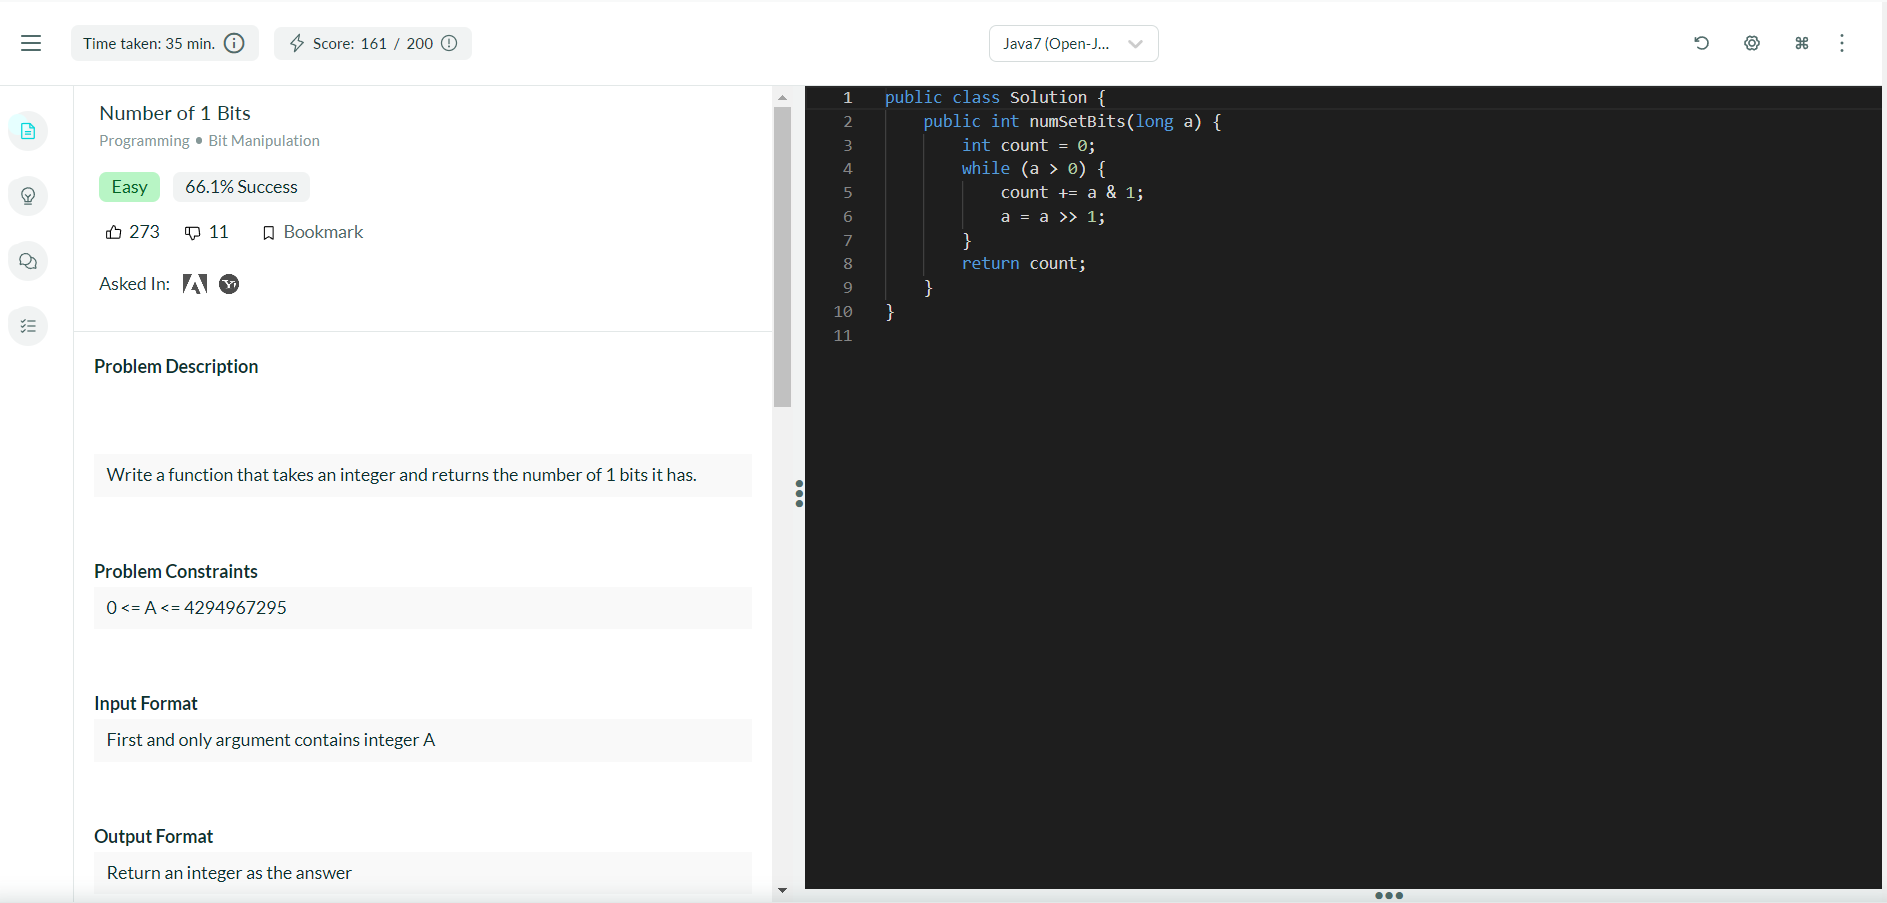 Time taken: 35 min.
Score: 161 / 200
Java7 (Open-J...
Number of 1 Bits
Programming • Bit Manipulation
Easy
66.1% Success
273
11
Bookmark
Asked In:
Problem Description
Write a function that takes an integer and returns the number of 1 bits it has.
Problem Constraints
0 <= A <= 4294967295
Input Format
First and only argument contains integer A
Output Format
Return an integer as the answer
1 public class Solution {
2 public int numSetBits(long a) {
3 int count = 0;
4 while (a > 0) {
5 count += a & 1;
6 a = a >> 1;
7 }
8 return count;
9 }
10 }
11